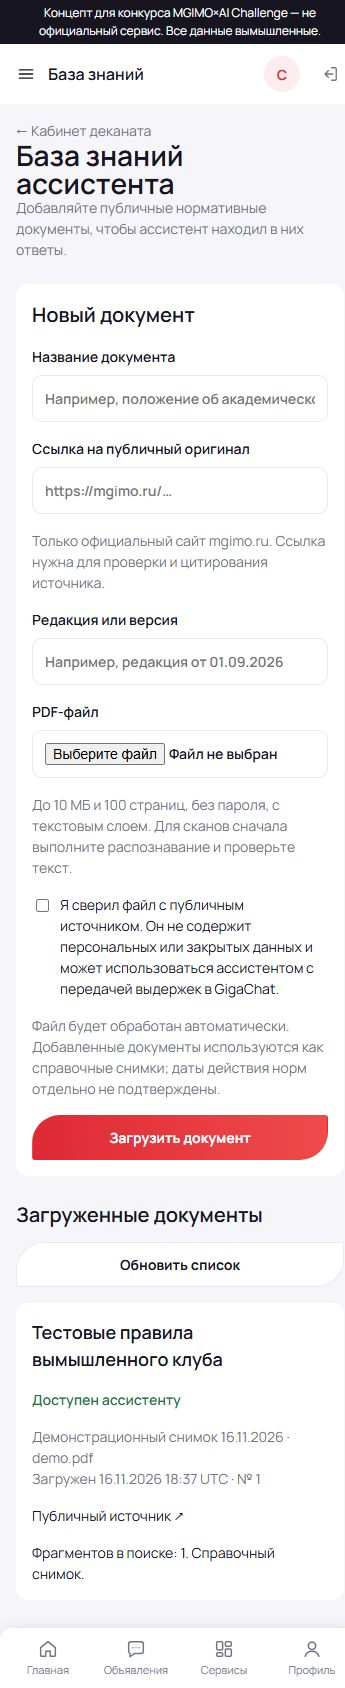 Концепт для конкурса MGIMO×AI Challenge — не
официальный сервис. Все данные вымышленные.
База знаний
С
← Кабинет деканата
База знаний
ассистента
Добавляйте публичные нормативные
документы, чтобы ассистент находил в них
ответы.
Новый документ
Название документа
Например, положение об академическо
Ссылка на публичный оригинал
https://mgimo.ru/…
Только официальный сайт mgimo.ru. Ссылка
нужна для проверки и цитирования
источника.
Редакция или версия
Например, редакция от 01.09.2026
PDF-файл
Выберите файл Файл не выбран
До 10 МБ и 100 страниц, без пароля, с
текстовым слоем. Для сканов сначала
выполните распознавание и проверьте
текст.
Я сверил файл с публичным
источником. Он не содержит
персональных или закрытых данных и
может использоваться ассистентом с
передачей выдержек в GigaChat.
Файл будет обработан автоматически.
Добавленные документы используются как
справочные снимки; даты действия норм
отдельно не подтверждены.
Загрузить документ
Загруженные документы
Обновить список
Тестовые правила
вымышленного клуба
Доступен ассистенту
Демонстрационный снимок 16.11.2026 ·
demo.pdf
Загружен 16.11.2026 18:37 UTC · № 1
Публичный источник ↗
Фрагментов в поиске: 1. Справочный
снимок.
Главная
Объявления
Сервисы
Профиль